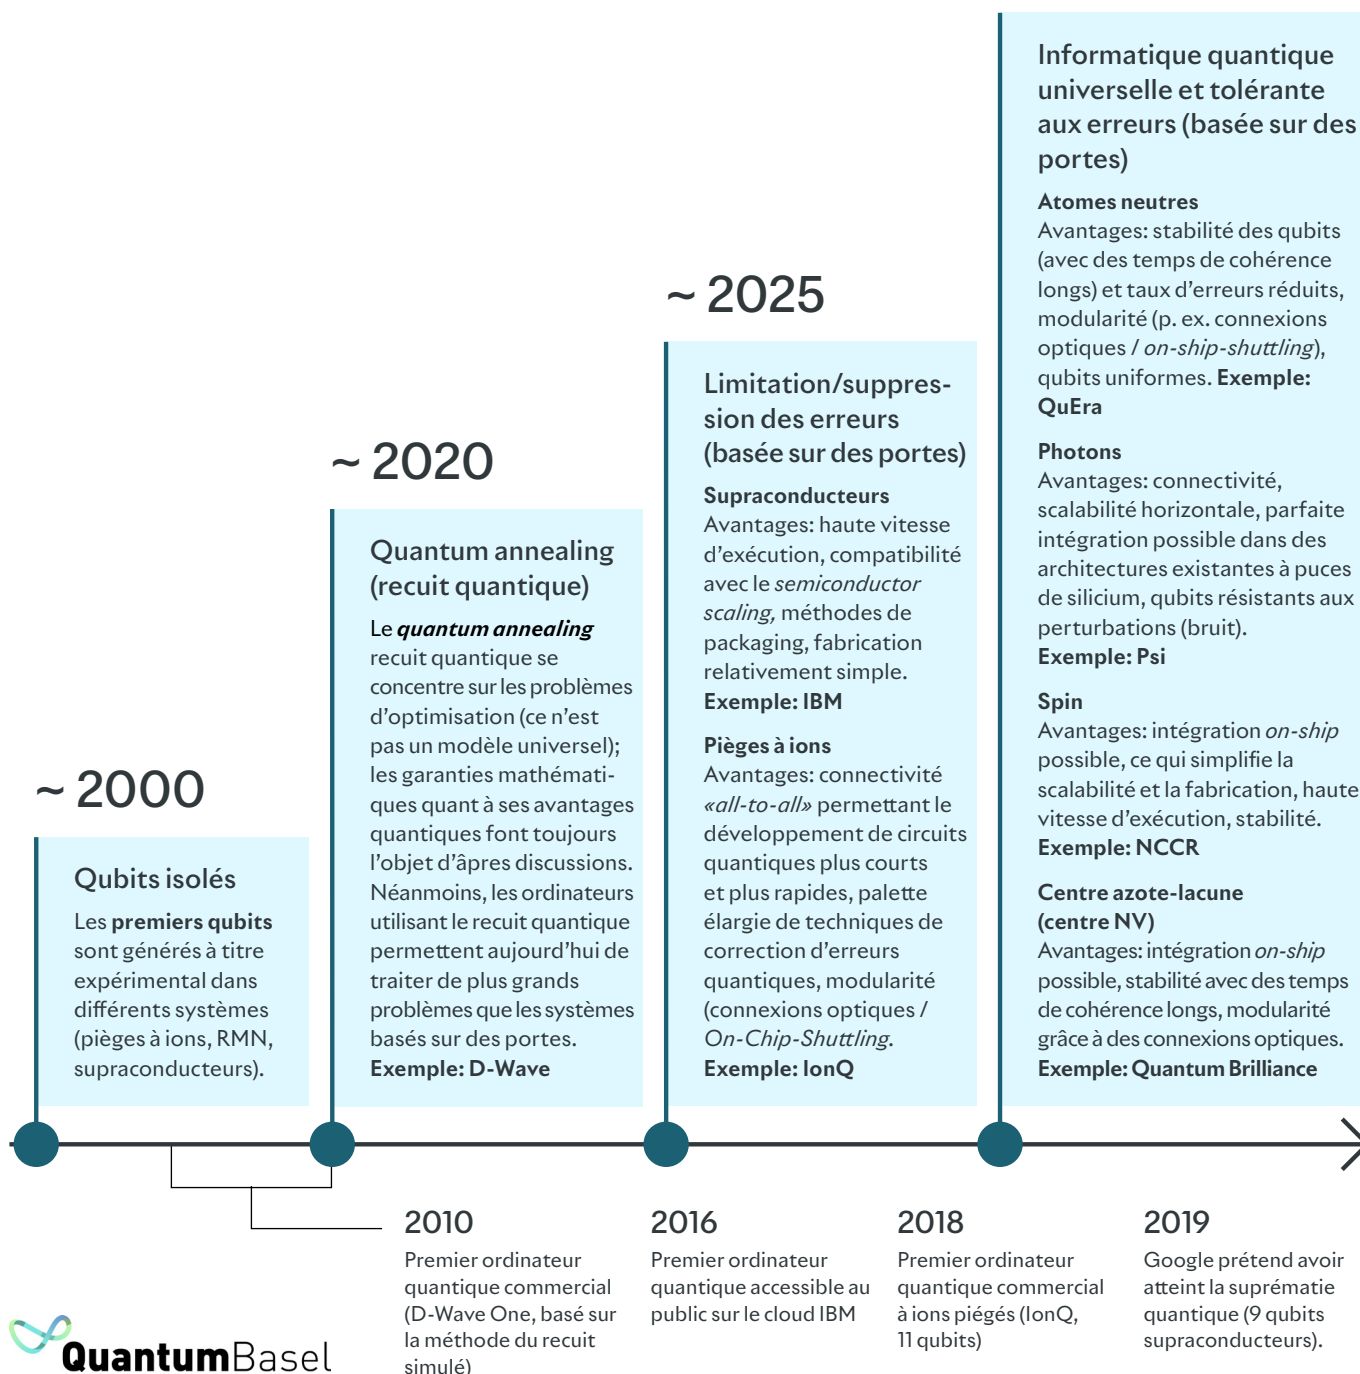 ~ 2000
Qubits isolés
Les premiers qubits
sont générés à titre
expérimental dans
différents systèmes
(pièges à ions, RMN,
supraconducteurs).
~ 2020
Quantum annealing
(recuit quantique)
Le quantum annealing
recuit quantique se
concentre sur les problèmes
d’optimisation (ce n’est
pas un modèle universel);
les garanties mathémati-
ques quant à ses avantages
quantiques font toujours
l’objet d’âpres discussions.
Néanmoins, les ordinateurs
utilisant le recuit quantique
permettent aujourd’hui de
traiter de plus grands
problèmes que les systèmes
basés sur des portes.
Exemple: D-Wave
~ 2025
Limitation/suppres-
sion des erreurs
(basée sur des portes)
Supraconducteurs
Avantages: haute vitesse
d’exécution, compatibilité
avec le semiconductor
scaling, méthodes de
packaging, fabrication
relativement simple.
Exemple: IBM
Pièges à ions
Avantages: connectivité
«all-to-all» permettant le
développement de circuits
quantiques plus courts
et plus rapides, palette
élargie de techniques de
correction d’erreurs
quantiques, modularité
(connexions optiques /
On-Chip-Shuttling.
Exemple: IonQ
Informatique quantique
universelle et tolérante
aux erreurs (basée sur des
portes)
Atomes neutres
Avantages: stabilité des qubits
(avec des temps de cohérence
longs) et taux d’erreurs réduits,
modularité (p. ex. connexions
optiques / on-ship-shuttling),
qubits uniformes. Exemple:
QuEra
Photons
Avantages: connectivité,
scalabilité horizontale, parfaite
intégration possible dans des
architectures existantes à puces
de silicium, qubits résistants aux
perturbations (bruit).
Exemple: Psi
Spin
Avantages: intégration on-ship
possible, ce qui simplifie la
scalabilité et la fabrication, haute
vitesse d’exécution, stabilité.
Exemple: NCCR
Centre azote-lacune
(centre NV)
Avantages: intégration on-ship
possible, stabilité avec des temps
de cohérence longs, modularité
grâce à des connexions optiques.
Exemple: Quantum Brilliance
2010
Premier ordinateur
quantique commercial
(D-Wave One, basé sur
la méthode du recuit
simulé)
2016
Premier ordinateur
quantique accessible au
public sur le cloud IBM
2018
Premier ordinateur
quantique commercial
à ions piégés (IonQ,
11 qubits)
2019
Google prétend avoir
atteint la suprématie
quantique (9 qubits
supraconducteurs).
QuantumBasel